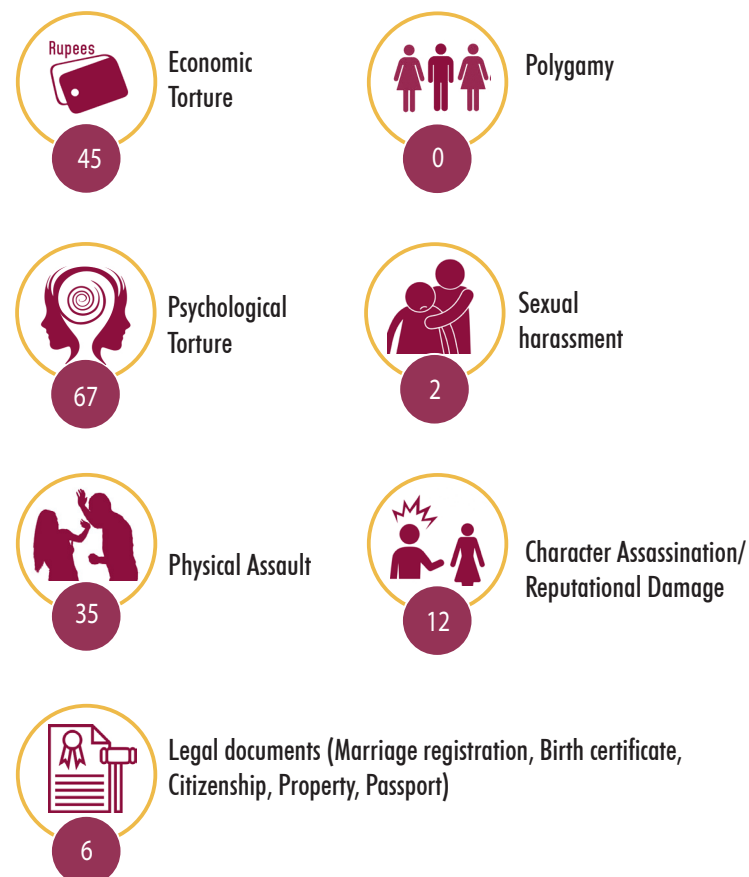 Rupees
Economic
Torture
45
Polygamy
0
Psychological
Torture
67
Sexual
harassment
2
Physical Assault
35
Character Assassination/
Reputational Damage
12
Legal documents (Marriage registration, Birth certificate,
Citizenship, Property, Passport)
6